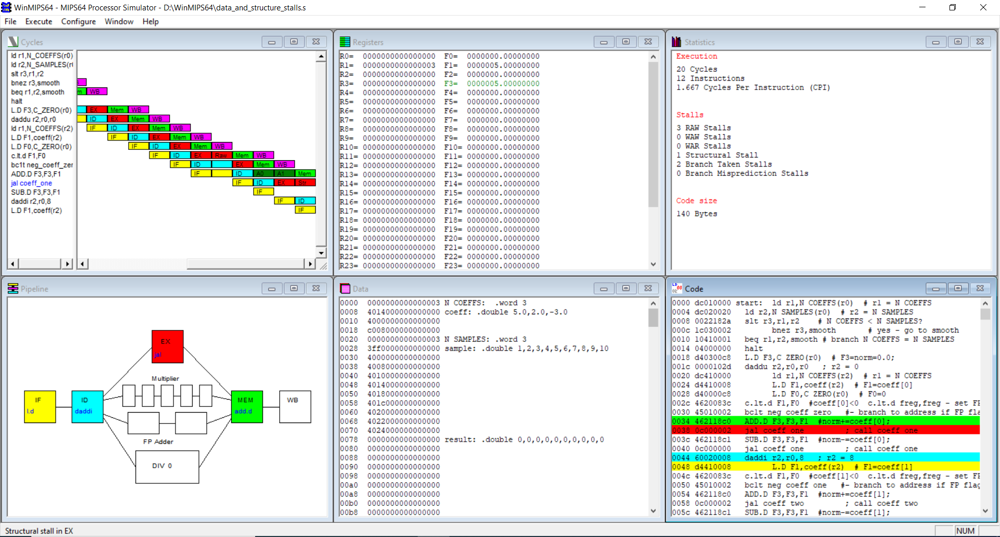 WinMIPS64 - MIPS64 Processor Simulator - D:\WinMIPS64\data_and_structure_stalls.s
File Execute Configure Window Help
Cycles
ld r1,N_COEFFS(r0)
ld r2,N_SAMPLES(r
slt r3,r1,r2
bnez r3,smooth
beq r1,r2,smooth
WB
halt
L.D F3,C_ZERO(r0)
EX Mem WB
daddu r2,r0,r0
ID EX Mem WB
ld r1,N_COEFFS(r2)
IF ID EX Mem WB
L.D F1,coeff(r2)
IF ID EX Mem WB
L.D F0,C_ZERO(r0)
IF ID EX Mem WB
c.lt.d F1,F0
IF ID EX Raw Mem WB
bc1t neg_coeff_zer
IF ID EX Mem WB
ADD.D F3,F3,F1
IF ID A0 A1 Mem
jal coeff_one
IF ID EX Str
SUB.D F3,F3,F1
IF
daddi r2,r0,8
IF ID
L.D F1,coeff(r2)
IF
Registers
R0= 0000000000000000 F0= 0000000.00000000
R1= 0000000000000003 F1= 0000005.00000000
R2= 0000000000000000 F2= 0000000.00000000
R3= 0000000000000000 F3= 0000005.00000000
R4= 0000000000000000 F4= 0000000.00000000
R5= 0000000000000000 F5= 0000000.00000000
R6= 0000000000000000 F6= 0000000.00000000
R7= 0000000000000000 F7= 0000000.00000000
R8= 0000000000000000 F8= 0000000.00000000
R9= 0000000000000000 F9= 0000000.00000000
R10= 0000000000000000 F10= 0000000.00000000
R11= 0000000000000000 F11= 0000000.00000000
R12= 0000000000000000 F12= 0000000.00000000
R13= 0000000000000000 F13= 0000000.00000000
R14= 0000000000000000 F14= 0000000.00000000
R15= 0000000000000000 F15= 0000000.00000000
R16= 0000000000000000 F16= 0000000.00000000
R17= 0000000000000000 F17= 0000000.00000000
R18= 0000000000000000 F18= 0000000.00000000
R19= 0000000000000000 F19= 0000000.00000000
R20= 0000000000000000 F20= 0000000.00000000
R21= 0000000000000000 F21= 0000000.00000000
R22= 0000000000000000 F22= 0000000.00000000
R23= 0000000000000000 F23= 0000000.00000000
Statistics
Execution
20 Cycles
12 Instructions
1.667 Cycles Per Instruction (CPI)
Stalls
3 RAW Stalls
0 WAW Stalls
0 WAR Stalls
1 Structural Stall
2 Branch Taken Stalls
0 Branch Misprediction Stalls
Code size
140 Bytes
Pipeline
EX
jal
Multiplier
IF
l.d
ID
daddi
MEM
add.d
WB
FP Adder
DIV 0
Data
0000 0000000000000003 N COEFFS: .word 3
0008 4014000000000000 coeff: .double 5.0,2.0,-3.0
0010 4000000000000000
0018 c008000000000000
0020 0000000000000003 N SAMPLES: .word 3
0028 3ff0000000000000 sample: .double 1,2,3,4,5,6,7,8,9,10
0030 4000000000000000
0038 4008000000000000
0040 4010000000000000
0048 4014000000000000
0050 4018000000000000
0058 401c000000000000
0060 4020000000000000
0068 4022000000000000
0070 4024000000000000
0078 0000000000000000 result: .double 0,0,0,0,0,0,0,0,0,0
0080 0000000000000000
0088 0000000000000000
0090 0000000000000000
0098 0000000000000000
00a0 0000000000000000
00a8 0000000000000000
00b0 0000000000000000
00b8 0000000000000000
Code
0000 dc010000 start: ld r1,N COEFFS(r0) # r1 = N COEFFS
0004 dc020020 ld r2,N SAMPLES(r0) # r2 = N SAMPLES
0008 0022182a slt r3,r1,r2 # N COEFFS < N SAMPLES?
000c 1c030002 bnez r3,smooth # yes - go to smooth
0010 10410001 beq r1,r2,smooth # branch N COEFFS = N SAMPLES
0014 04000000 halt
0018 d40300c8 L.D F3,C ZERO(r0) # F3=norm=0.0;
001c 0000102d daddu r2,r0,r0 ; r2 = 0
0020 dc410000 ld r1,N COEFFS(r2) # r1 = N COEFFS
0024 d4410008 L.D F1,coeff(r2) # F1=coeff[0]
0028 d40000c8 L.D F0,C ZERO(r0) # F0=0
002c 4620083c c.lt.d F1,F0 #coeff[0]<0 c.lt.d freg,freg - set FP
0030 45010002 bc1t neg coeff zero #- branch to address if FP fla
0034 462118c0 ADD.D F3,F3,F1 #norm+=coeff[0];
0038 0c000002 jal coeff one ; call coeff one
003c 462118c1 SUB.D F3,F3,F1 #norm-=coeff[0];
0040 0c000000 jal coeff one ; call coeff one
0044 60020008 daddi r2,r0,8 ; r2 = 8
0048 d4410008 L.D F1,coeff(r2) # F1=coeff[1]
004c 4620083c c.lt.d F1,F0 #coeff[1]<0 c.lt.d freg,freg - set FP
0050 45010002 bc1t neg coeff one #- branch to address if FP flag
0054 462118c0 ADD.D F3,F3,F1 #norm+=coeff[1];
0058 0c000002 jal coeff two ; call coeff two
005c 462118c1 SUB.D F3,F3,F1 #norm-=coeff[1];
Structural stall in EX
NUM